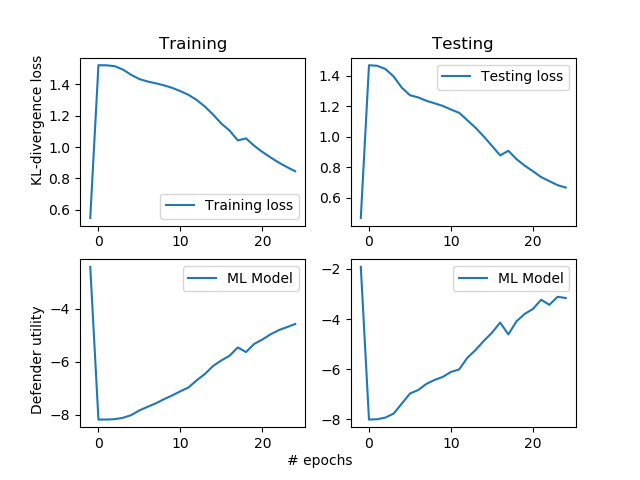 Training
Testing
KL-divergence loss
1.4
1.2
1.0
0.8
0.6
Training loss
0 10 20
1.4
1.2
1.0
0.8
0.6
Testing loss
0 10 20
Defender utility
−4
−6
−8
ML Model
0 10 20
−2
−4
−6
−8
ML Model
0 10 20
# epochs